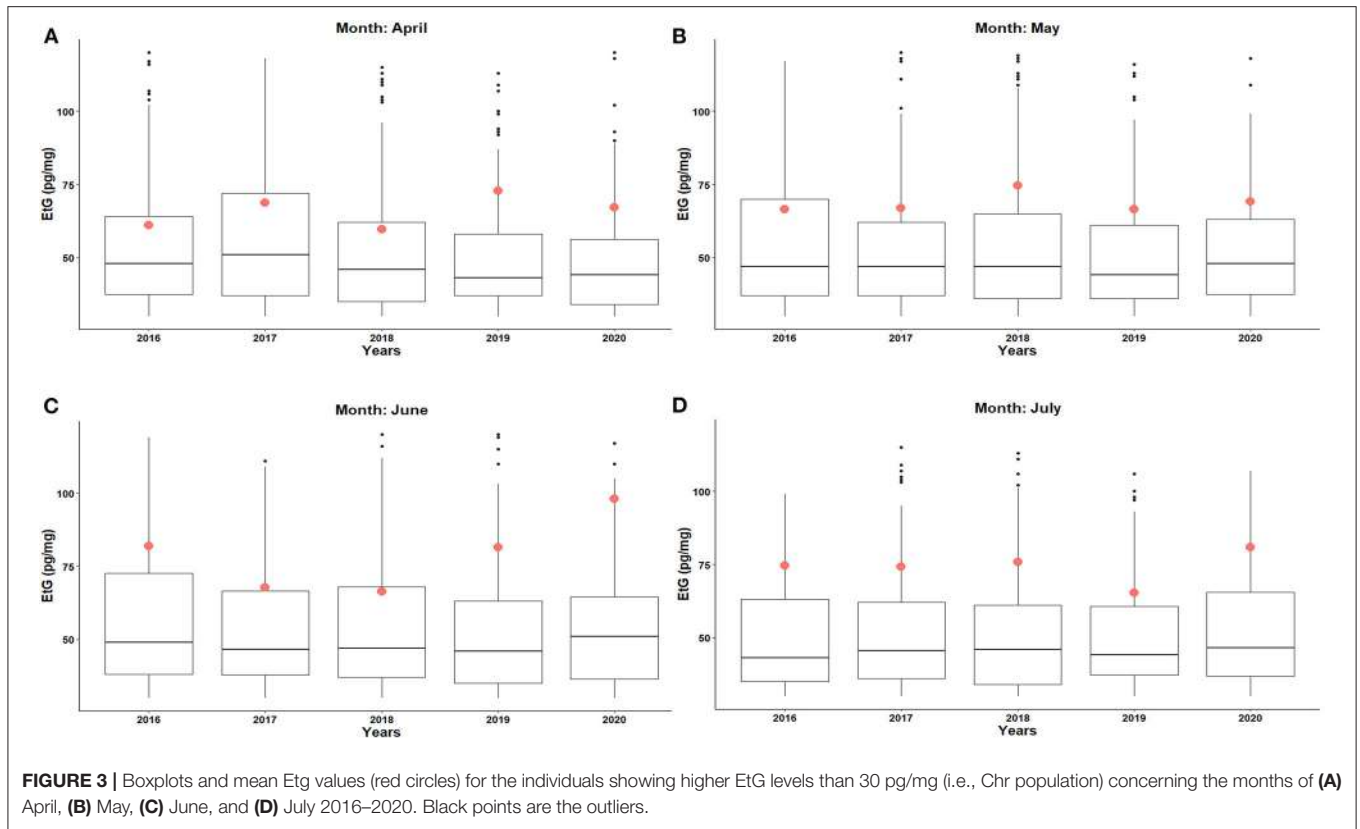 A
Month: April
EtG (pg/mg)
100
75
50
2016 2017 2018 2019 2020
Years
B
Month: May
EtG (pg/mg)
100
75
50
2016 2017 2018 2019 2020
Years
C
Month: June
EtG (pg/mg)
100
75
50
2016 2017 2018 2019 2020
Years
D
Month: July
EtG (pg/mg)
100
75
50
2016 2017 2018 2019 2020
Years
FIGURE 3 | Boxplots and mean Etg values (red circles) for the individuals showing higher EtG levels than 30 pg/mg (i.e., Chr population) concerning the months of (A)
April, (B) May, (C) June, and (D) July 2016–2020. Black points are the outliers.